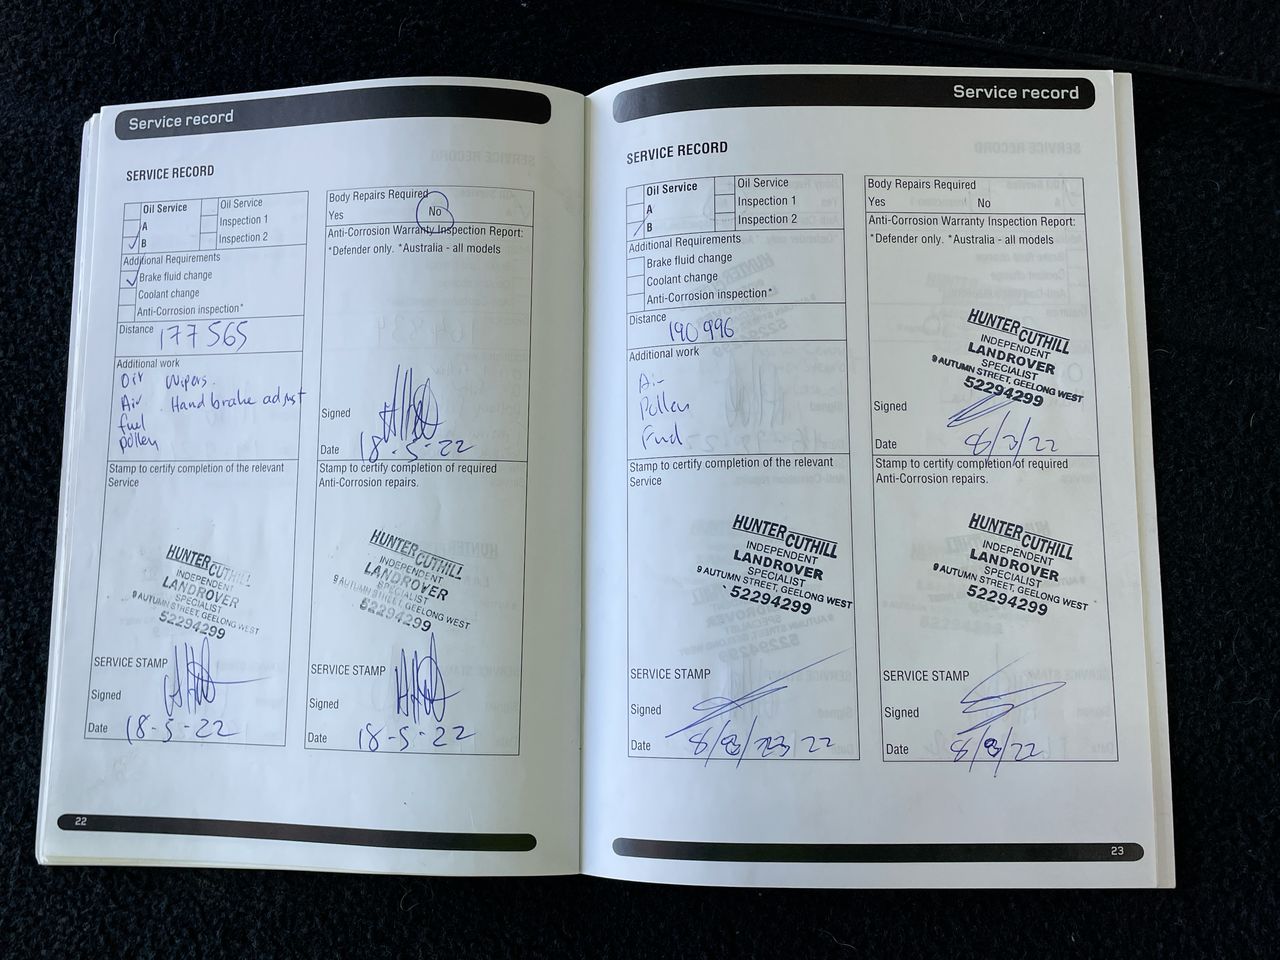 Service record
SERVICE RECORD
Oil Service
A
B
Oil Service
Inspection 1
Inspection 2
Additional Requirements
Brake fluid change
Coolant change
Anti-Corrosion inspection*
Distance 177565
Additional work
Oil Wipers.
Air Handbrake adjust
Fuel
Pollen
Stamp to certify completion of the relevant
Service
HUNTER CUTHILL
INDEPENDENT
LANDROVER
SPECIALIST
9 AUTUMN STREET, GEELONG WEST
52294299
SERVICE STAMP
Signed
Date 18-5-22
Body Repairs Required
Yes No
Anti-Corrosion Warranty Inspection Report:
*Defender only. *Australia - all models
Signed
Date 18-5-22
Stamp to certify completion of required
Anti-Corrosion repairs.
HUNTER CUTHILL
INDEPENDENT
LANDROVER
SPECIALIST
9 AUTUMN STREET, GEELONG WEST
52294299
SERVICE STAMP
Signed
Date 18-5-22
22
Service record
SERVICE RECORD
Oil Service
A
B
Oil Service
Inspection 1
Inspection 2
Additional Requirements
Brake fluid change
Coolant change
Anti-Corrosion inspection*
Distance 190996
Additional work
Air
Pollen
Fuel
Stamp to certify completion of the relevant
Service
HUNTER CUTHILL
INDEPENDENT
LANDROVER
SPECIALIST
9 AUTUMN STREET, GEELONG WEST
52294299
SERVICE STAMP
Signed
Date
Body Repairs Required
Yes No
Anti-Corrosion Warranty Inspection Report:
*Defender only. *Australia - all models
HUNTER CUTHILL
INDEPENDENT
LANDROVER
SPECIALIST
9 AUTUMN STREET, GEELONG WEST
52294299
Signed
Date
Stamp to certify completion of required
Anti-Corrosion repairs.
HUNTER CUTHILL
INDEPENDENT
LANDROVER
SPECIALIST
9 AUTUMN STREET, GEELONG WEST
52294299
SERVICE STAMP
Signed
Date
23